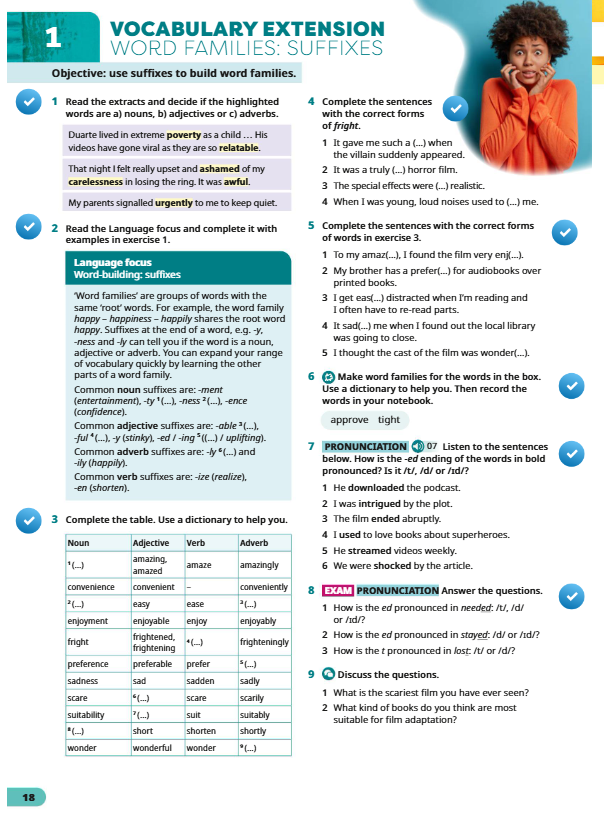 1
VOCABULARY EXTENSION
WORD FAMILIES: SUFFIXES
Objective: use suffixes to build word families.
1 Read the extracts and decide if the highlighted
words are a) nouns, b) adjectives or c) adverbs.
Duarte lived in extreme poverty as a child … His
videos have gone viral as they are so relatable.
That night I felt really upset and ashamed of my
carelessness in losing the ring. It was awful.
My parents signalled urgently to me to keep quiet.
2 Read the Language focus and complete it with
examples in exercise 1.
Language focus
Word-building: suffixes
‘Word families’ are groups of words with the
same ‘root’ words. For example, the word family
happy – happiness – happily shares the root word
happy. Suffixes at the end of a word, e.g. -y,
-ness and -ly can tell you if the word is a noun,
adjective or adverb. You can expand your range
of vocabulary quickly by learning the other
parts of a word family.
Common noun suffixes are: -ment
(entertainment), -ty ¹(…), -ness ²(…), -ence
(confidence).
Common adjective suffixes are: -able ³(…),
-ful ⁴(…), -y (stinky), -ed / -ing ⁵((…) / uplifting).
Common adverb suffixes are: -ly ⁶(…) and
-ily (happily).
Common verb suffixes are: -ize (realize),
-en (shorten).
3 Complete the table. Use a dictionary to help you.
Noun Adjective Verb Adverb
¹(…) amazing, amazed amaze amazingly
convenience convenient – conveniently
²(…) easy ease ³(…)
enjoyment enjoyable enjoy enjoyably
fright frightened, frightening ⁴(…) frighteningly
preference preferable prefer ⁵(…)
sadness sad sadden sadly
scare ⁶(…) scare scarily
suitability ⁷(…) suit suitably
⁸(…) short shorten shortly
wonder wonderful wonder ⁹(…)
4 Complete the sentences
with the correct forms
of fright.
1 It gave me such a (…) when
the villain suddenly appeared.
2 It was a truly (…) horror film.
3 The special effects were (…) realistic.
4 When I was young, loud noises used to (…) me.
5 Complete the sentences with the correct forms
of words in exercise 3.
1 To my amaz(…), I found the film very enj(…).
2 My brother has a prefer(…) for audiobooks over
printed books.
3 I get eas(…) distracted when I’m reading and
I often have to re-read parts.
4 It sad(…) me when I found out the local library
was going to close.
5 I thought the cast of the film was wonder(…).
6 Make word families for the words in the box.
Use a dictionary to help you. Then record the
words in your notebook.
approve tight
7 PRONUNCIATION 07 Listen to the sentences
below. How is the -ed ending of the words in bold
pronounced? Is it /t/, /d/ or /ɪd/?
1 He downloaded the podcast.
2 I was intrigued by the plot.
3 The film ended abruptly.
4 I used to love books about superheroes.
5 He streamed videos weekly.
6 We were shocked by the article.
8 EXAM PRONUNCIATION Answer the questions.
1 How is the ed pronounced in needed: /t/, /d/
or /ɪd/?
2 How is the ed pronounced in stayed: /d/ or /ɪd/?
3 How is the t pronounced in lost: /t/ or /d/?
9 Discuss the questions.
1 What is the scariest film you have ever seen?
2 What kind of books do you think are most
suitable for film adaptation?
18